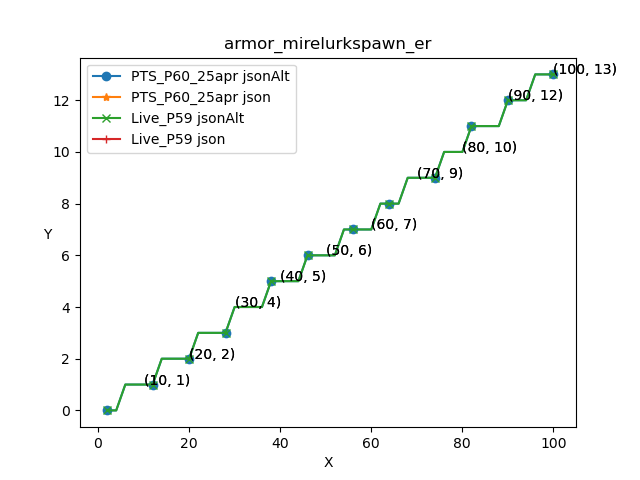 armor_mirelurkspawn_er
PTS_P60_25apr jsonAlt
PTS_P60_25apr json
Live_P59 jsonAlt
Live_P59 json
Y
12
10
8
6
4
2
0
(100, 13)
(90, 12)
(80, 10)
(70, 9)
(60, 7)
(50, 6)
(40, 5)
(30, 4)
(20, 2)
(10, 1)
0 20 40 60 80 100
X